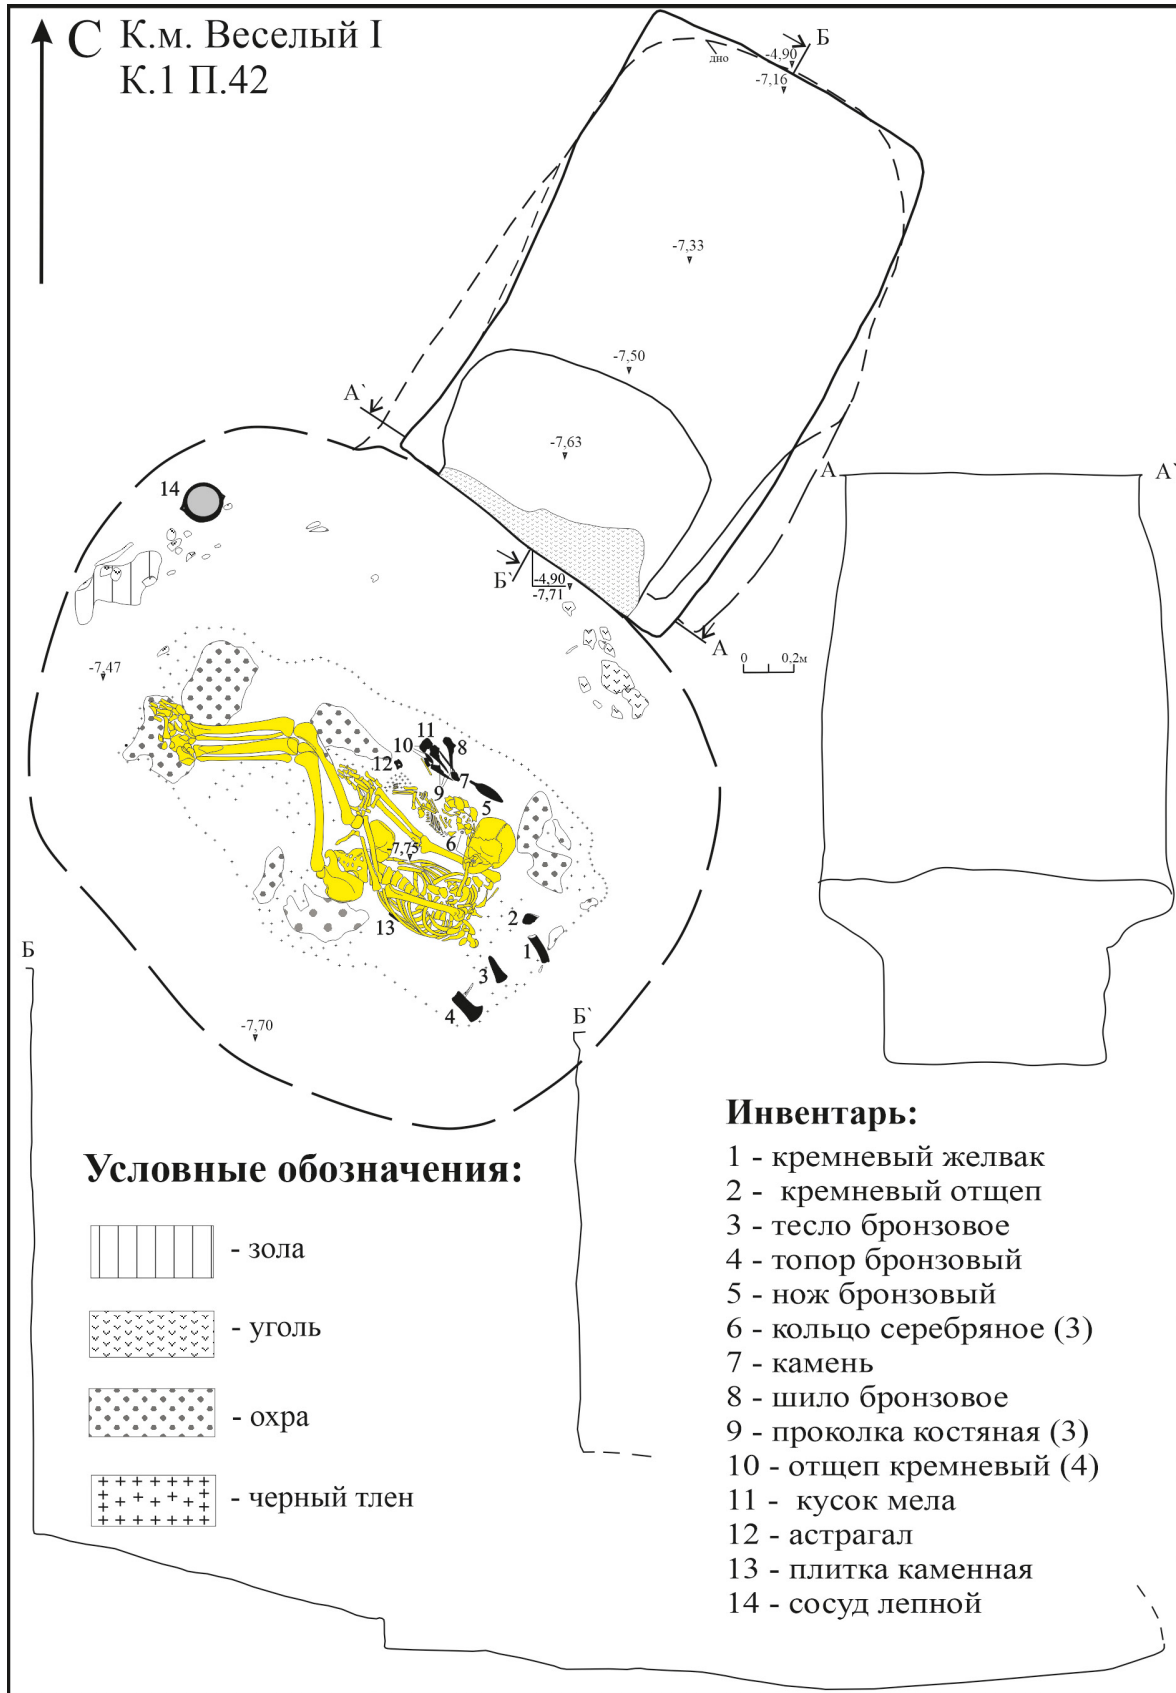 С К.м. Веселый I
К.1 П.42
Б
дно
-4,90
-7,16
-7,33
-7,50
А`
-7,63
А
А`
14
Б`
-4,90
-7,71
А
0 0,2м
-7,47
11
10
8
12
7
9
5
6
-7,75
2
13
1
3
4
Б
-7,70
Б`
Условные обозначения:
- зола
- уголь
- охра
- черный тлен
Инвентарь:
1 - кремневый желвак
2 - кремневый отщеп
3 - тесло бронзовое
4 - топор бронзовый
5 - нож бронзовый
6 - кольцо серебряное (3)
7 - камень
8 - шило бронзовое
9 - проколка костяная (3)
10 - отщеп кремневый (4)
11 - кусок мела
12 - астрагал
13 - плитка каменная
14 - сосуд лепной